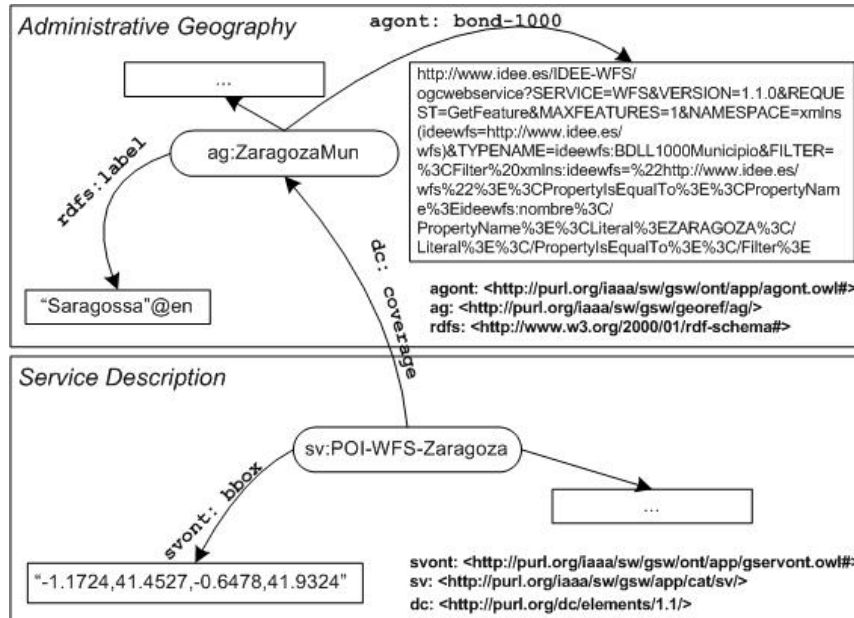 agont: bond-1000
Administrative Geography
...
http://www.idee.es/IDEE-WFS/
ogcwebservice?SERVICE=WFS&VERSION=1.1.0&REQUE
ST=GetFeature&MAXFEATURES=1&NAMESPACE=xmlns
(ideewfs=http://www.idee.es/
wfs)&TYPENAME=ideewfs:BDLL1000Municipio&FILTER=
%3CFilter%20xmlns:ideewfs=%22http://www.idee.es/
wfs%22%3E%3CPropertyIsEqualTo%3E%3CPropertyNam
e%3Eideewfs:nombre%3C/
PropertyName%3E%3CLiteral%3EZARAGOZA%3C/
Literal%3E%3C/PropertyIsEqualTo%3E%3C/Filter%3E
ag:ZaragozaMun
rdfs:label
dc: coverage
“Saragossa”@en
agont: <http://purl.org/iaaa/sw/gsw/ont/app/agont.owl#>
ag: <http://purl.org/iaaa/sw/gsw/georef/ag/>
rdfs: <http://www.w3.org/2000/01/rdf-schema#>
Service Description
sv:POI-WFS-Zaragoza
svont: bbox
...
“-1.1724,41.4527,-0.6478,41.9324”
svont: <http://purl.org/iaaa/sw/gsw/ont/app/gservont.owl#>
sv: <http://purl.org/iaaa/sw/gsw/app/cat/sv/>
dc: <http://purl.org/dc/elements/1.1/>